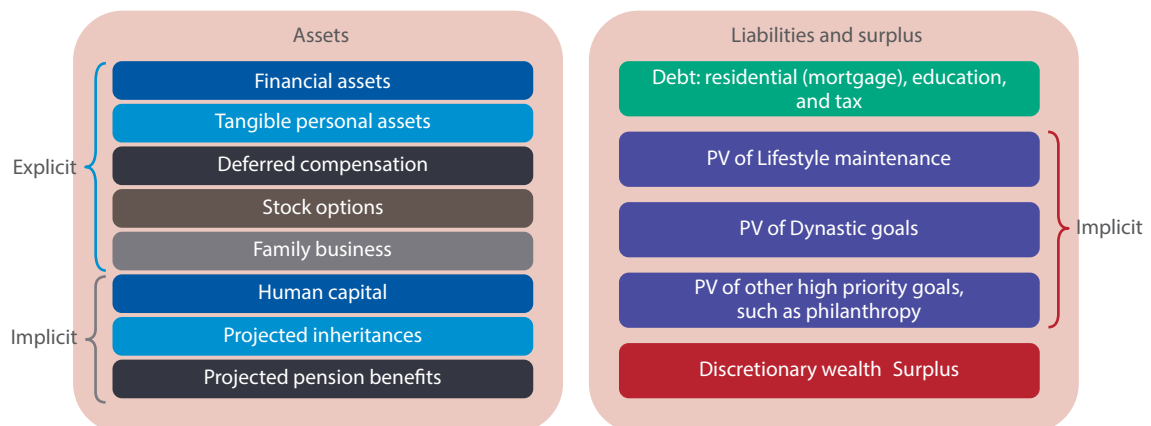 Assets
Explicit
Financial assets
Tangible personal assets
Deferred compensation
Stock options
Family business
Implicit
Human capital
Projected inheritances
Projected pension benefits
Liabilities and surplus
Debt: residential (mortgage), education,
and tax
PV of Lifestyle maintenance
PV of Dynastic goals
PV of other high priority goals,
such as philanthropy
Implicit
Discretionary wealth Surplus